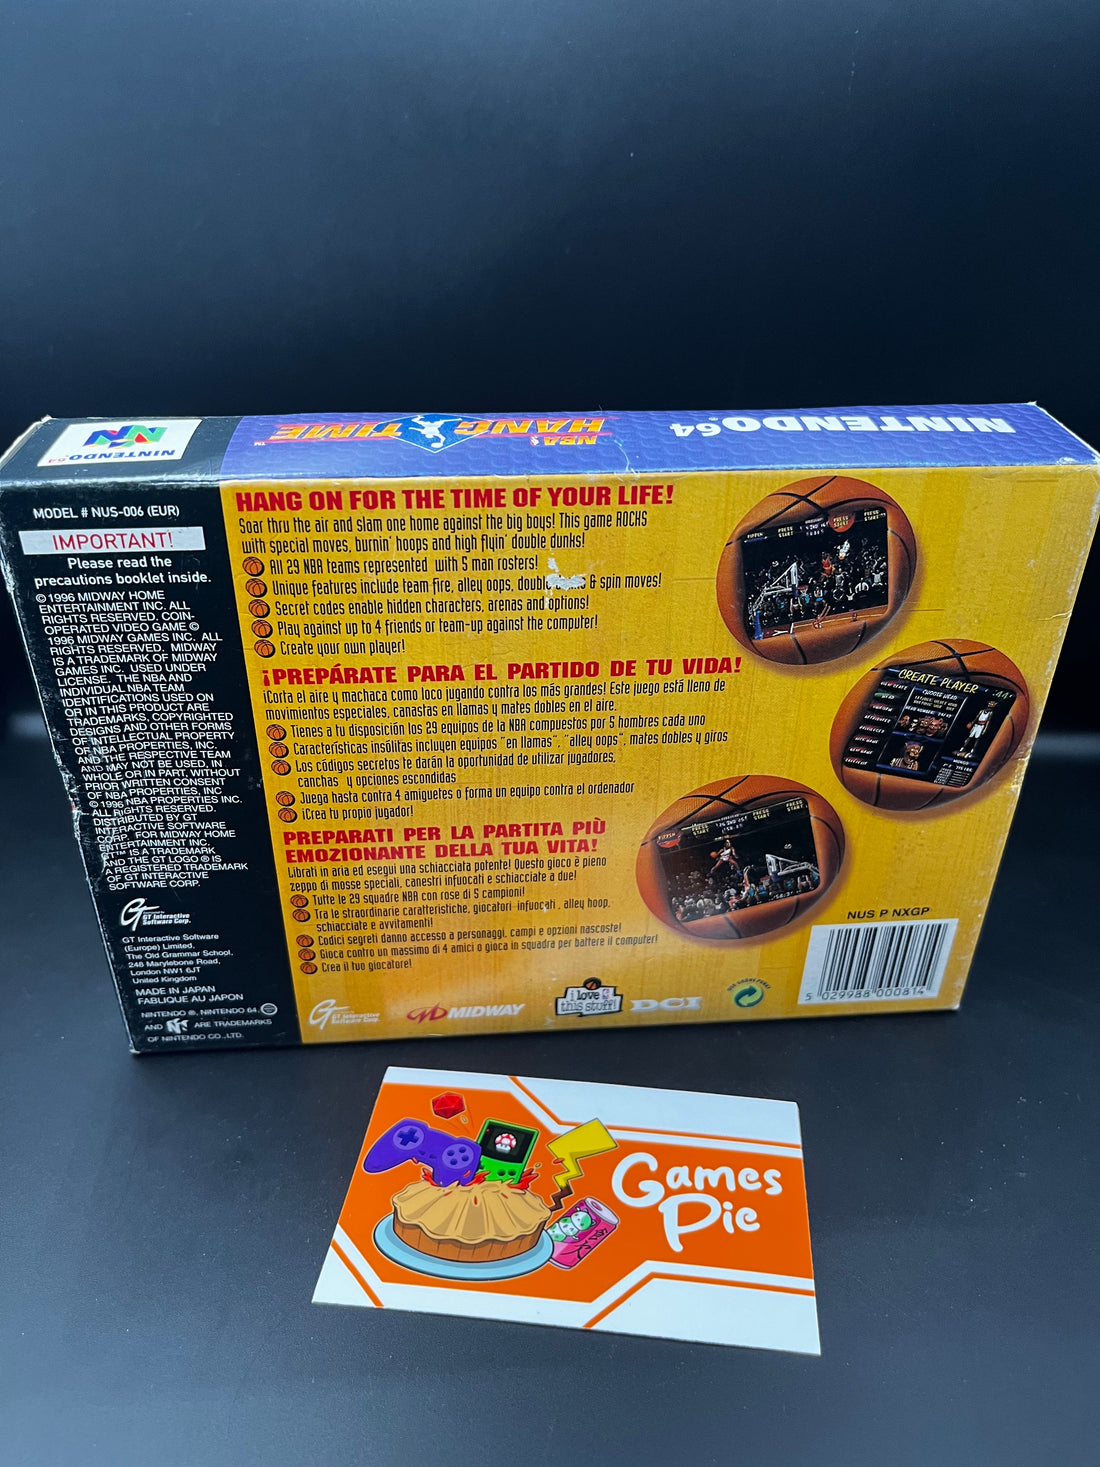 NINTENDO64
NBA
HANG TIME™
NINTENDO64
MODEL # NUS-006 (EUR)
IMPORTANT!
Please read the
precautions booklet inside.
© 1996 MIDWAY HOME
ENTERTAINMENT INC. ALL
RIGHTS RESERVED. COIN-
OPERATED VIDEO GAME ©
1996 MIDWAY GAMES INC. ALL
RIGHTS RESERVED. MIDWAY
IS A TRADEMARK OF MIDWAY
GAMES INC. USED UNDER
LICENSE. THE NBA AND
INDIVIDUAL NBA TEAM
IDENTIFICATIONS USED ON
OR IN THIS PRODUCT ARE
TRADEMARKS, COPYRIGHTED
DESIGNS AND OTHER FORMS
OF INTELLECTUAL PROPERTY
OF NBA PROPERTIES, INC.
AND THE RESPECTIVE TEAM
AND MAY NOT BE USED, IN
WHOLE OR IN PART, WITHOUT
PRIOR WRITTEN CONSENT
OF NBA PROPERTIES, INC
© 1996 NBA PROPERTIES INC.
ALL RIGHTS RESERVED.
DISTRIBUTED BY GT
INTERACTIVE SOFTWARE
CORP. FOR MIDWAY HOME
ENTERTAINMENT INC.
GT™ IS A TRADEMARK
AND THE GT LOGO ® IS
A REGISTERED TRADEMARK
OF GT INTERACTIVE
SOFTWARE CORP.
GT Interactive
Software Corp.
GT Interactive Software
(Europe) Limited,
The Old Grammar School,
248 Marylebone Road,
London NW1 6JT
United Kingdom
MADE IN JAPAN
FABLIQUE AU JAPON
NINTENDO ®, NINTENDO 64,
AND ARE TRADEMARKS
OF NINTENDO CO., LTD.
HANG ON FOR THE TIME OF YOUR LIFE!
Soar thru the air and slam one home against the big boys! This game ROCKS
with special moves, burnin' hoops and high flyin' double dunks!
All 29 NBA teams represented with 5 man rosters!
Unique features include team fire, alley oops, double & spin moves!
Secret codes enable hidden characters, arenas and options!
Play against up to 4 friends or team-up against the computer!
Create your own player!
¡PREPÁRATE PARA EL PARTIDO DE TU VIDA!
¡Corta el aire y machaca como loco jugando contra los más grandes! Este juego está lleno de
movimientos especiales, canastas en llamas y mates dobles en el aire.
Tienes a tu disposición los 29 equipos de la NBA compuestos por 5 hombres cada uno
Características insólitas incluyen equipos "en llamas", "alley oops", mates dobles y giros
Los códigos secretos te darán la oportunidad de utilizar jugadores,
canchas y opciones escondidas
Juega hasta contra 4 amiguetes o forma un equipo contra el ordenador
¡Crea tu propio jugador!
PREPARATI PER LA PARTITA PIÙ
EMOZIONANTE DELLA TUA VITA!
Librati in aria ed esegui una schiacciata potente! Questo gioco è pieno
zeppo di mosse speciali, canestri infuocati e schiacciate a due!
Tutte le 29 squadre NBA con rose di 5 campioni!
Tra le straordinarie caratteristiche, giocatori infuocati, alley hoop,
schiacciate e avvitamenti!
Codici segreti danno accesso a personaggi, campi e opzioni nascoste!
Gioca contro un massimo di 4 amici o gioca in squadra per battere il computer!
Crea il tuo giocatore!
CREATE PLAYER
CHOOSE HEAD
GT Interactive
Software Corp.
MIDWAY
i love
this stuff!
DCI
NUS P NXGP
5 029988 000814
Games
Pie